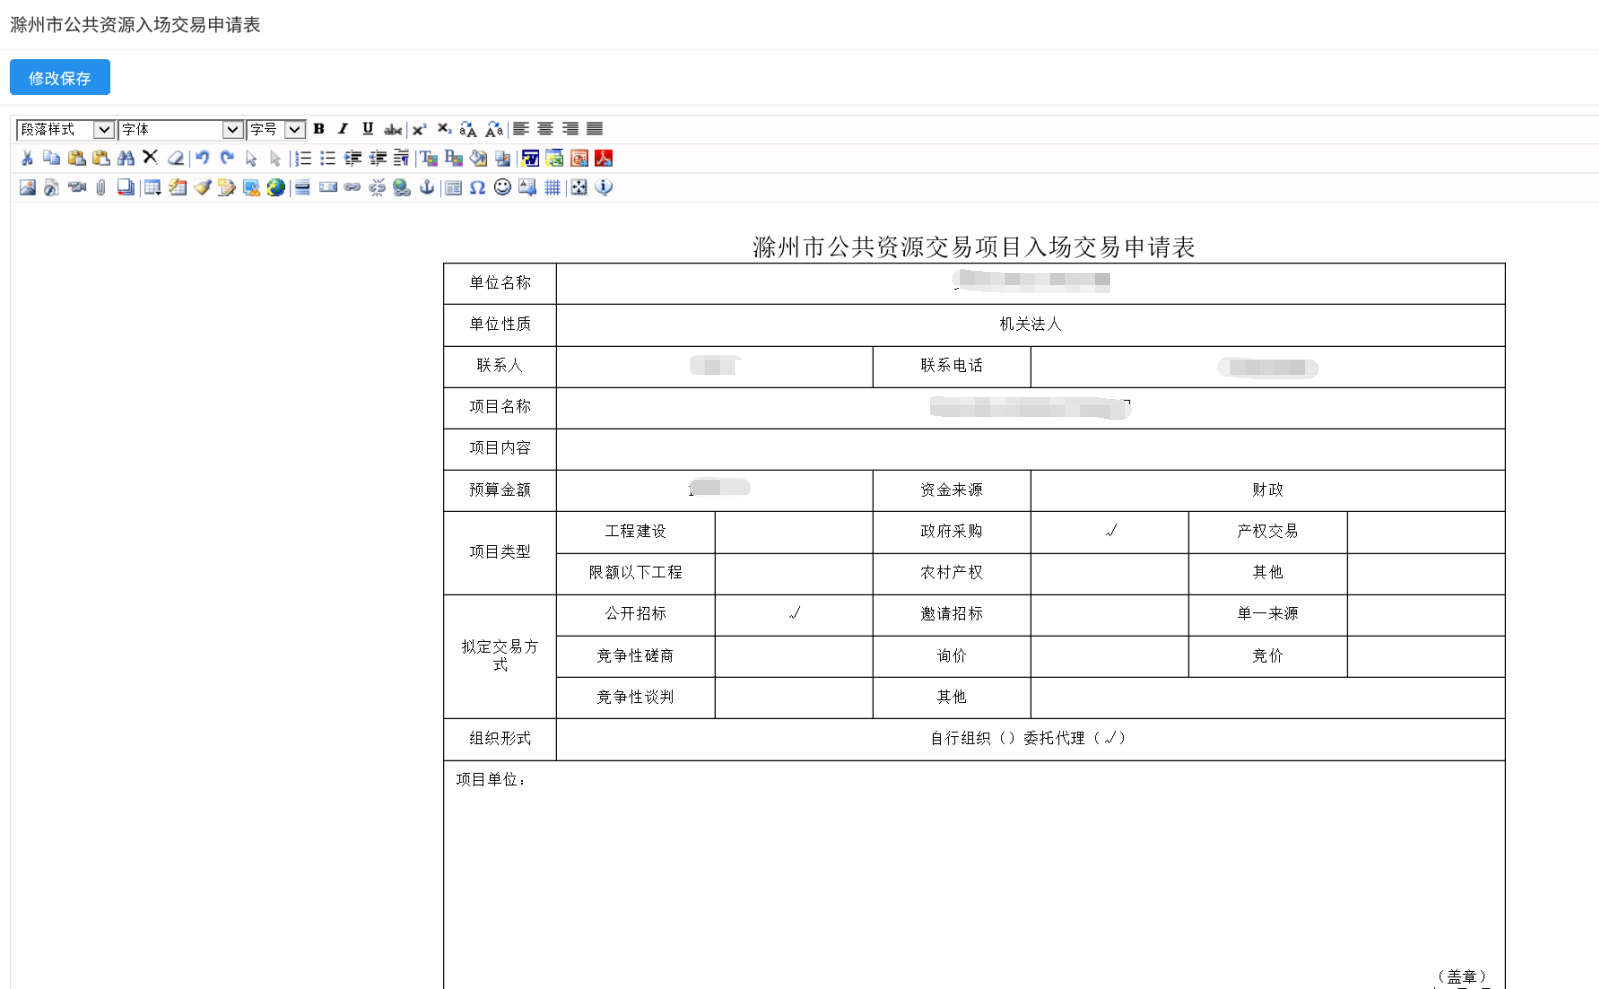 滁州市公共资源入场交易申请表
修改保存
段落样式 字体 字号
滁州市公共资源交易项目入场交易申请表
单位名称
单位性质 机关法人
联系人 联系电话
项目名称
项目内容
预算金额 资金来源 财政
项目类型 工程建设 政府采购 √ 产权交易
限额以下工程 农村产权 其他
拟定交易方
式
公开招标 √ 邀请招标 单一来源
竞争性磋商 询价 竞价
竞争性谈判 其他
组织形式 自行组织（）委托代理（√）
项目单位：
（盖章）